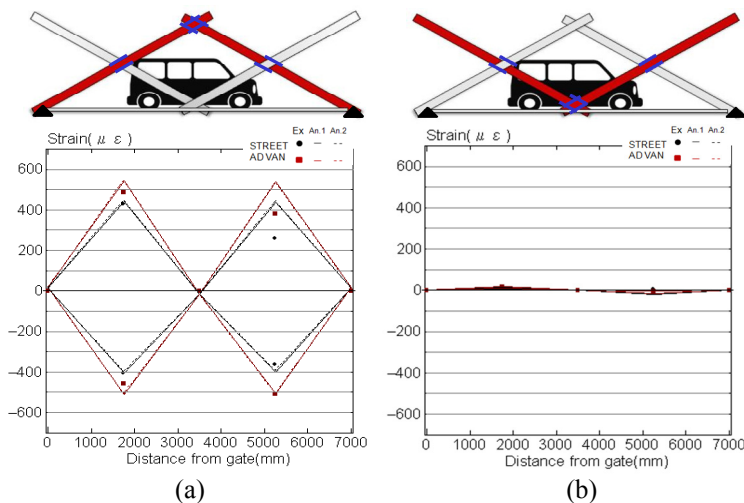 Strain( μ ε)
Ex An.1 An.2
STREET
ADVAN
600
400
200
0
−200
−400
−600
0 1000 2000 3000 4000 5000 6000 7000
Distance from gate(mm)
(a)
Strain( μ ε)
Ex An.1 An.2
STREET
ADVAN
600
400
200
0
−200
−400
−600
0 1000 2000 3000 4000 5000 6000 7000
Distance from gate(mm)
(b)